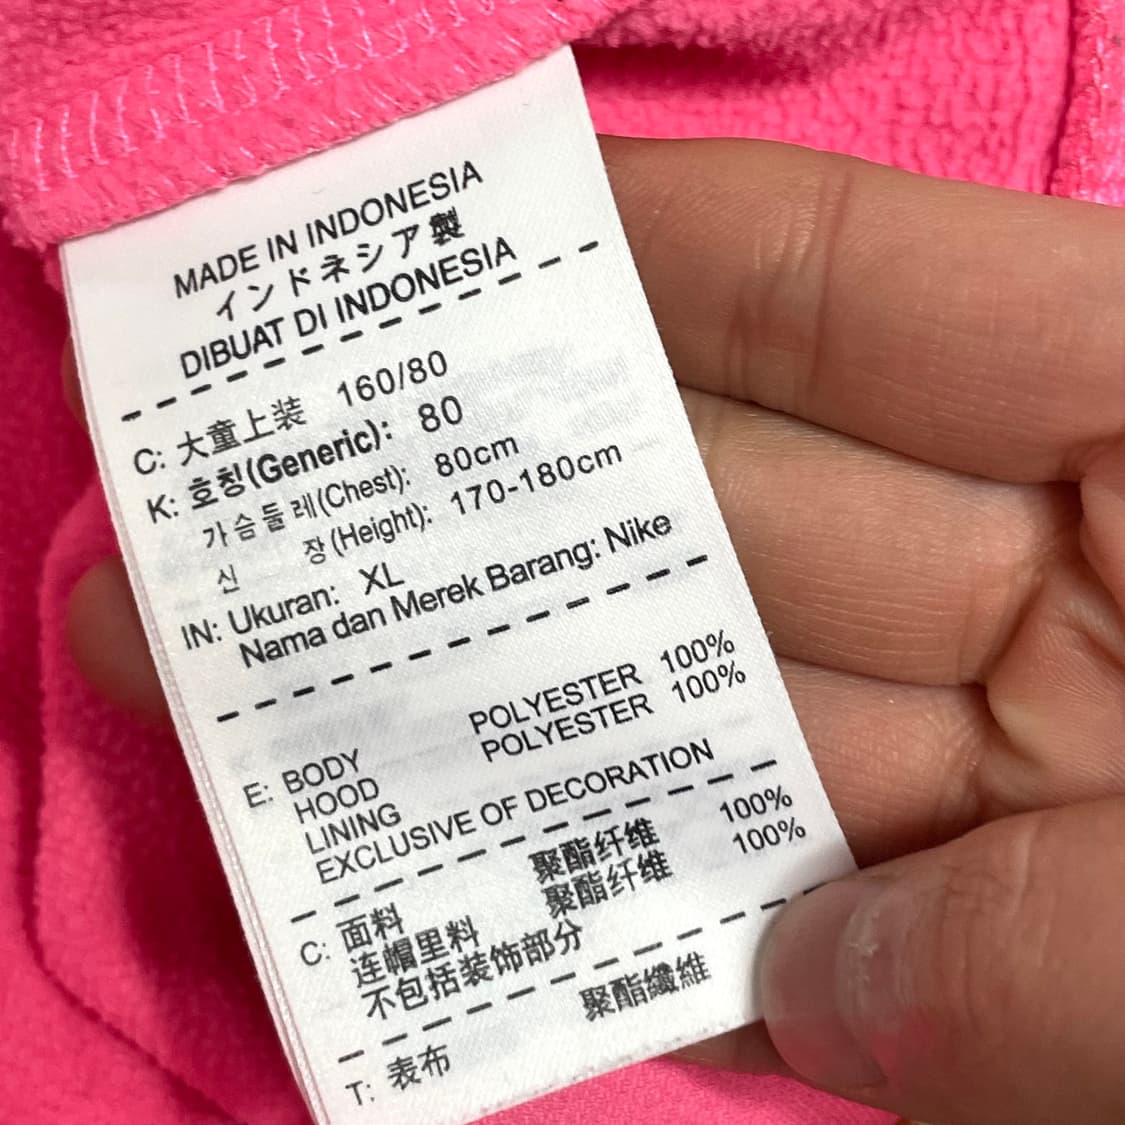 MADE IN INDONESIA
インドネシア製
DIBUAT DI INDONESIA
C: 大童上装 160/80
K: 호칭(Generic): 80
가슴둘레(Chest): 80cm
신 장(Height): 170-180cm
IN: Ukuran: XL
Nama dan Merek Barang: Nike
E: BODY POLYESTER 100%
HOOD POLYESTER 100%
LINING
EXCLUSIVE OF DECORATION
C: 面料 聚酯纤维 100%
连帽里料 聚酯纤维 100%
不包括装饰部分
T: 表布 聚酯纖維